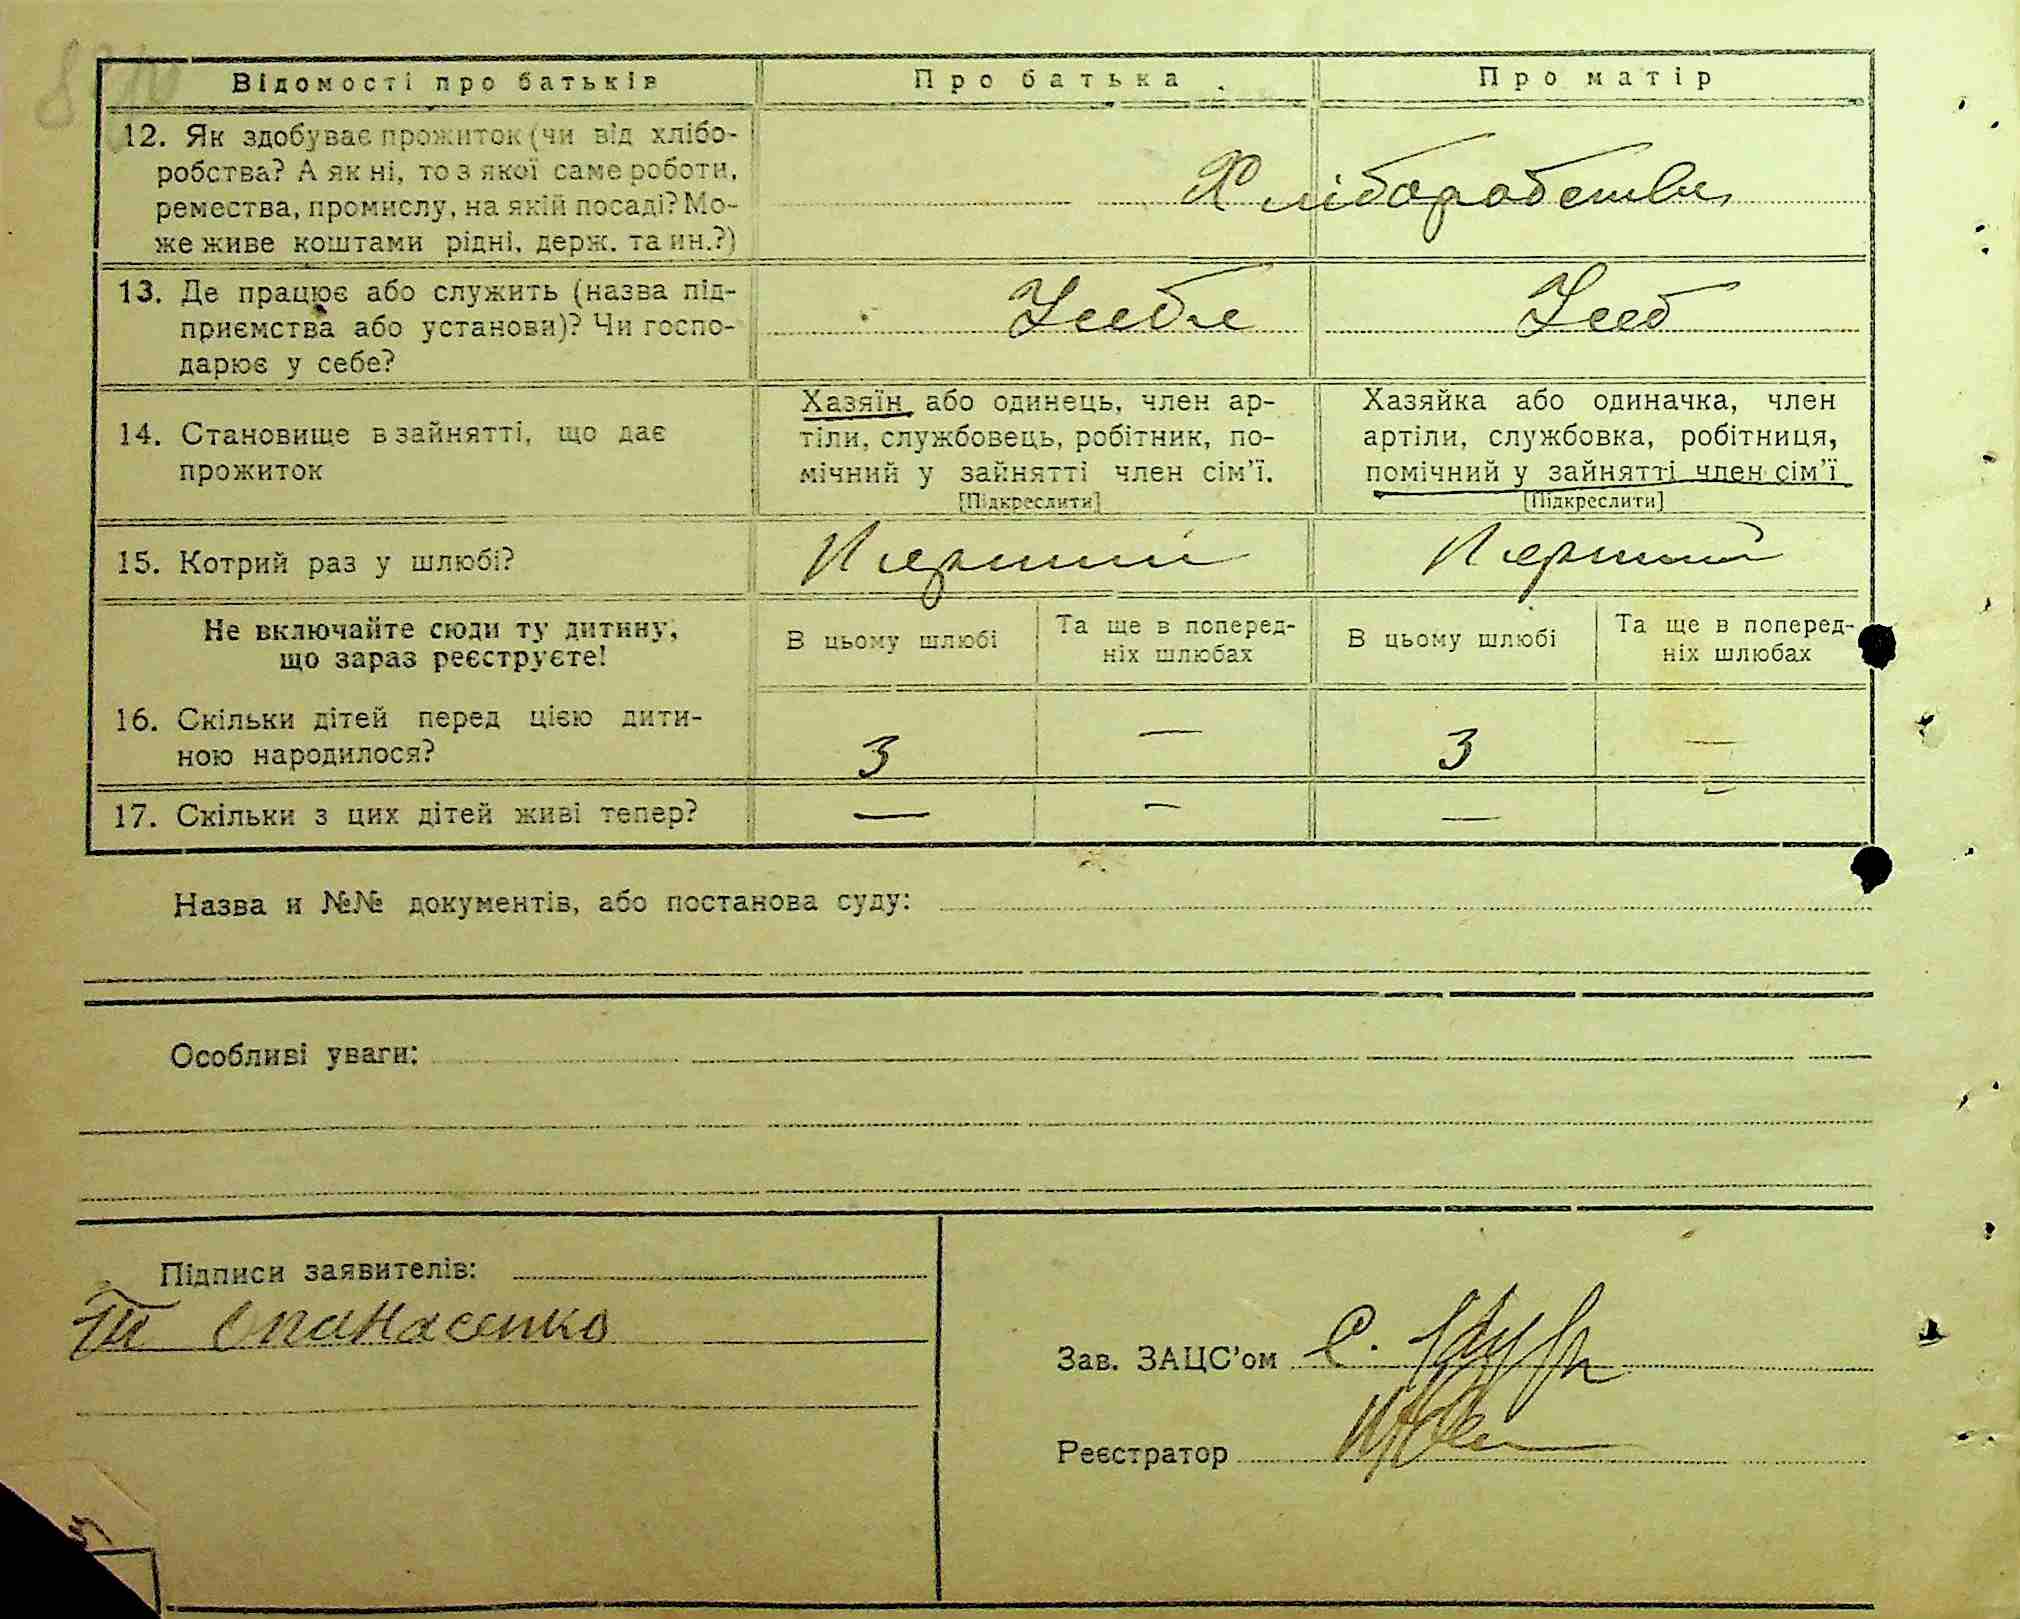 Відомості про батьків Про батька Про матір
12. Як здобуває прожиток (чи від хлібо-
робства? А як ні, то з якої саме роботи,
ремества, промислу, на якій посаді? Мо-
же живе коштами рідні, держ. та ин.?)
Хліборобство
13. Де працює або служить (назва під-
приємства або установи)? Чи госпо-
дарює у себе?
У себе
У себ
14. Становище в зайнятті, що дає
прожиток
Хазяїн або одинець, член ар-
тіли, службовець, робітник, по-
мічний у зайнятті член сім'ї.
[Підкреслити]
Хазяйка або одиначка, член
артіли, службовка, робітниця,
помічний у зайнятті член сім'ї
[Підкреслити]
15. Котрий раз у шлюбі? Перший Перший
Не включайте сюди ту дитину,
що зараз реєструєте!
В цьому шлюбі
Та ще в поперед-
ніх шлюбах
В цьому шлюбі
Та ще в поперед-
ніх шлюбах
16. Скільки дітей перед цією дити-
ною народилося?
3 — 3 —
17. Скільки з цих дітей живі тепер? — — — —
Назва и №№ документів, або постанова суду:
Особливі уваги:
Підписи заявителів:
Опанасенко
Зав. ЗАЦС'ом С.
Реєстратор